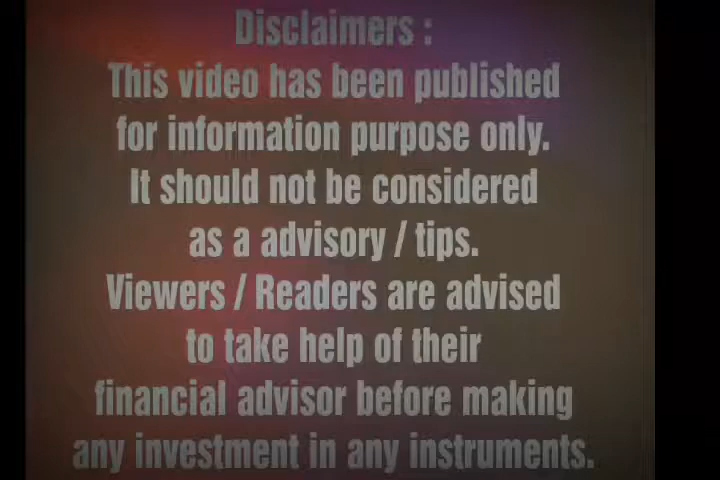 Disclaimers :
This video has been published
for information purpose only.
It should not be considered
as a advisory / tips.
Viewers / Readers are advised
to take help of their
financial advisor before making
any investment in any instruments.